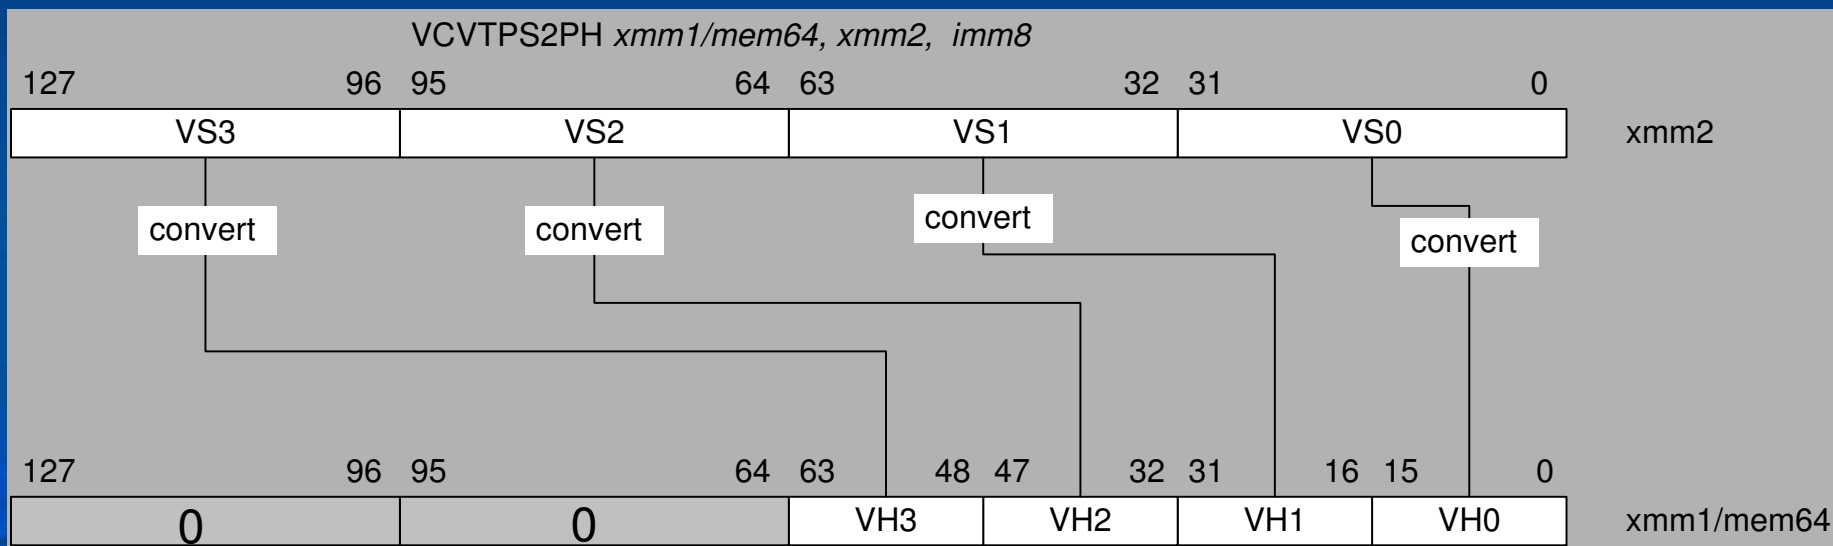 VCVTPS2PH xmm1/mem64, xmm2, imm8
127 96 95 64 63 32 31 0
VS3 VS2 VS1 VS0 xmm2
convert convert convert convert
127 96 95 64 63 48 47 32 31 16 15 0
0 0 VH3 VH2 VH1 VH0 xmm1/mem64